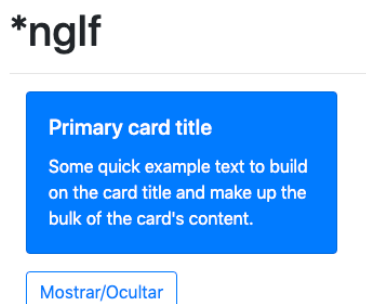 *ngIf
Primary card title
Some quick example text to build
on the card title and make up the
bulk of the card's content.
Mostrar/Ocultar